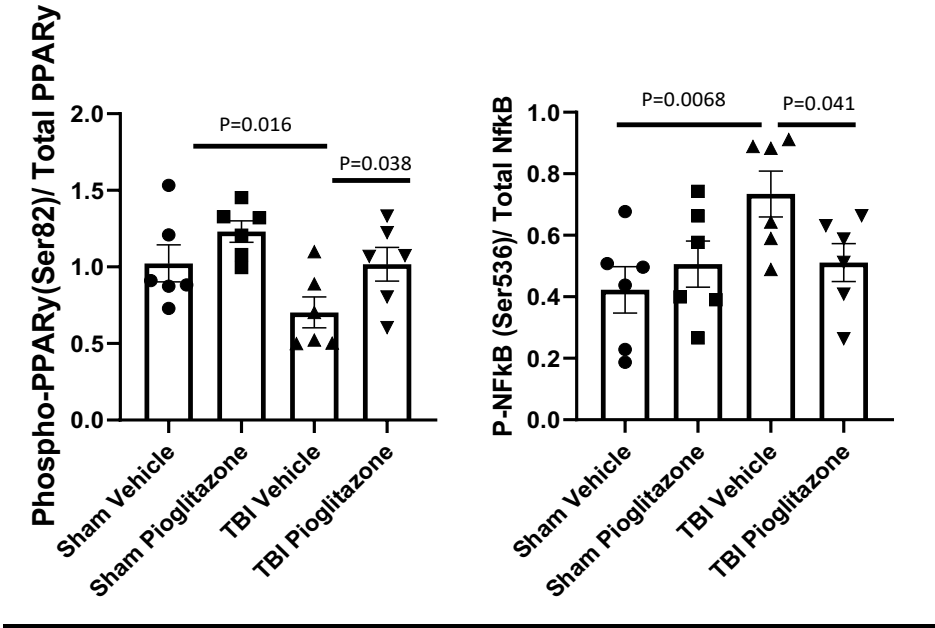 Phospho-PPARy(Ser82)/ Total PPARy
2.0
1.5
1.0
0.5
0.0
P=0.016
P=0.038
Sham Vehicle
Sham Pioglitazone
TBI Vehicle
TBI Pioglitazone
P-NFkB (Ser536)/ Total NfkB
1.0
0.8
0.6
0.4
0.2
0.0
P=0.0068
P=0.041
Sham Vehicle
Sham Pioglitazone
TBI Vehicle
TBI Pioglitazone